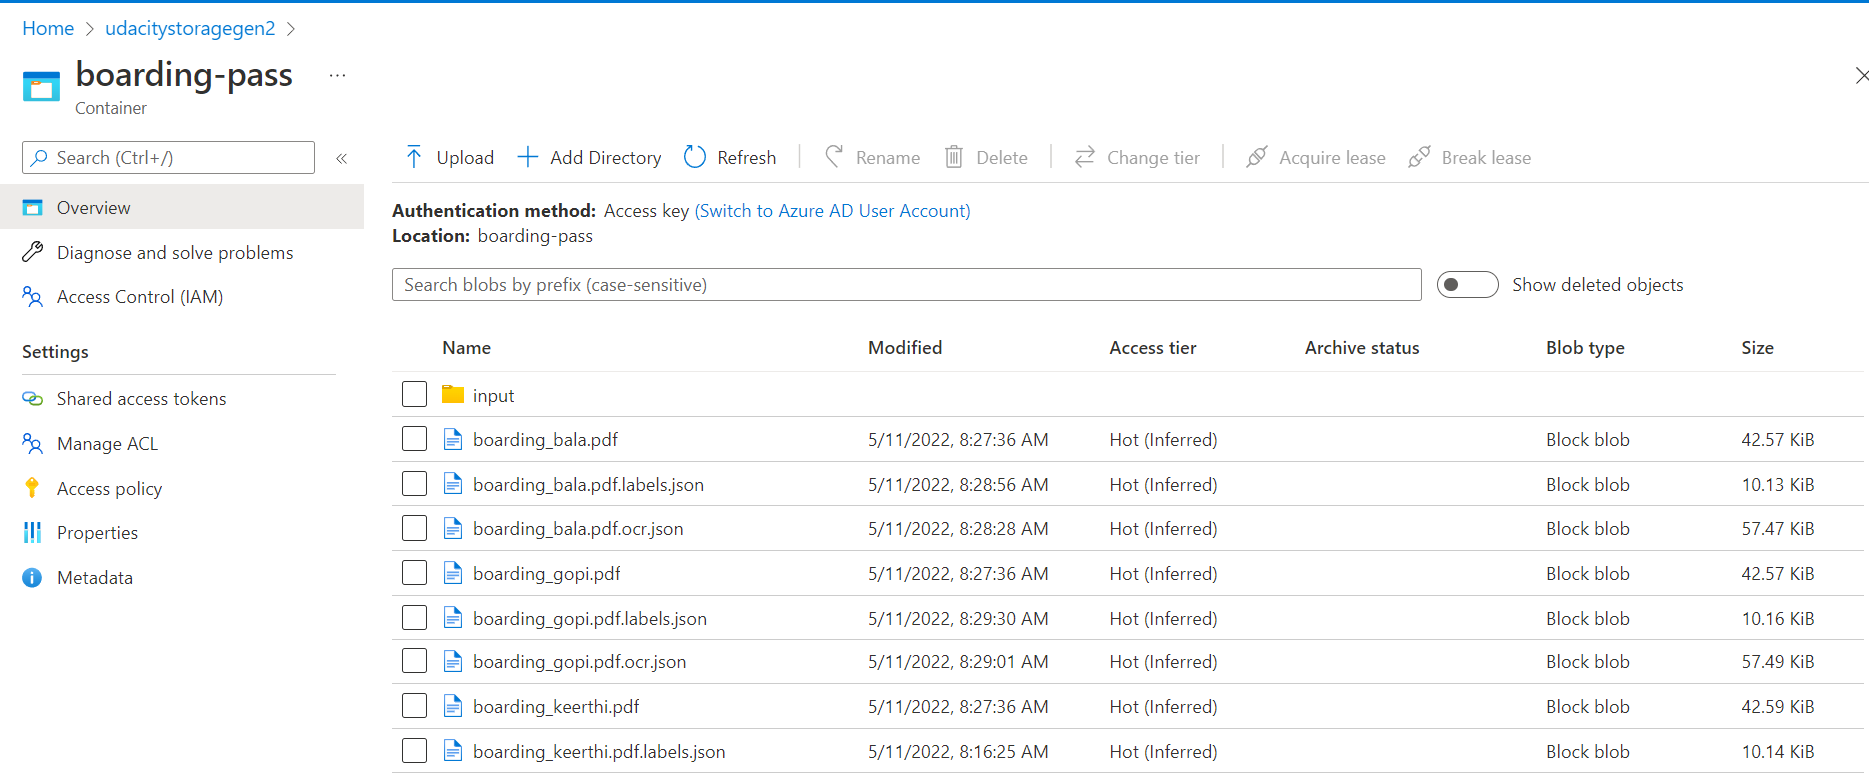 Home > udacitystoragegen2 >
boarding-pass ...
Container
Search (Ctrl+/) «
Overview
Diagnose and solve problems
Access Control (IAM)
Settings
Shared access tokens
Manage ACL
Access policy
Properties
Metadata
Upload Add Directory Refresh Rename Delete Change tier Acquire lease Break lease
Authentication method: Access key (Switch to Azure AD User Account)
Location: boarding-pass
Search blobs by prefix (case-sensitive) Show deleted objects
Name Modified Access tier Archive status Blob type Size
input
boarding_bala.pdf 5/11/2022, 8:27:36 AM Hot (Inferred) Block blob 42.57 KiB
boarding_bala.pdf.labels.json 5/11/2022, 8:28:56 AM Hot (Inferred) Block blob 10.13 KiB
boarding_bala.pdf.ocr.json 5/11/2022, 8:28:28 AM Hot (Inferred) Block blob 57.47 KiB
boarding_gopi.pdf 5/11/2022, 8:27:36 AM Hot (Inferred) Block blob 42.57 KiB
boarding_gopi.pdf.labels.json 5/11/2022, 8:29:30 AM Hot (Inferred) Block blob 10.16 KiB
boarding_gopi.pdf.ocr.json 5/11/2022, 8:29:01 AM Hot (Inferred) Block blob 57.49 KiB
boarding_keerthi.pdf 5/11/2022, 8:27:36 AM Hot (Inferred) Block blob 42.59 KiB
boarding_keerthi.pdf.labels.json 5/11/2022, 8:16:25 AM Hot (Inferred) Block blob 10.14 KiB